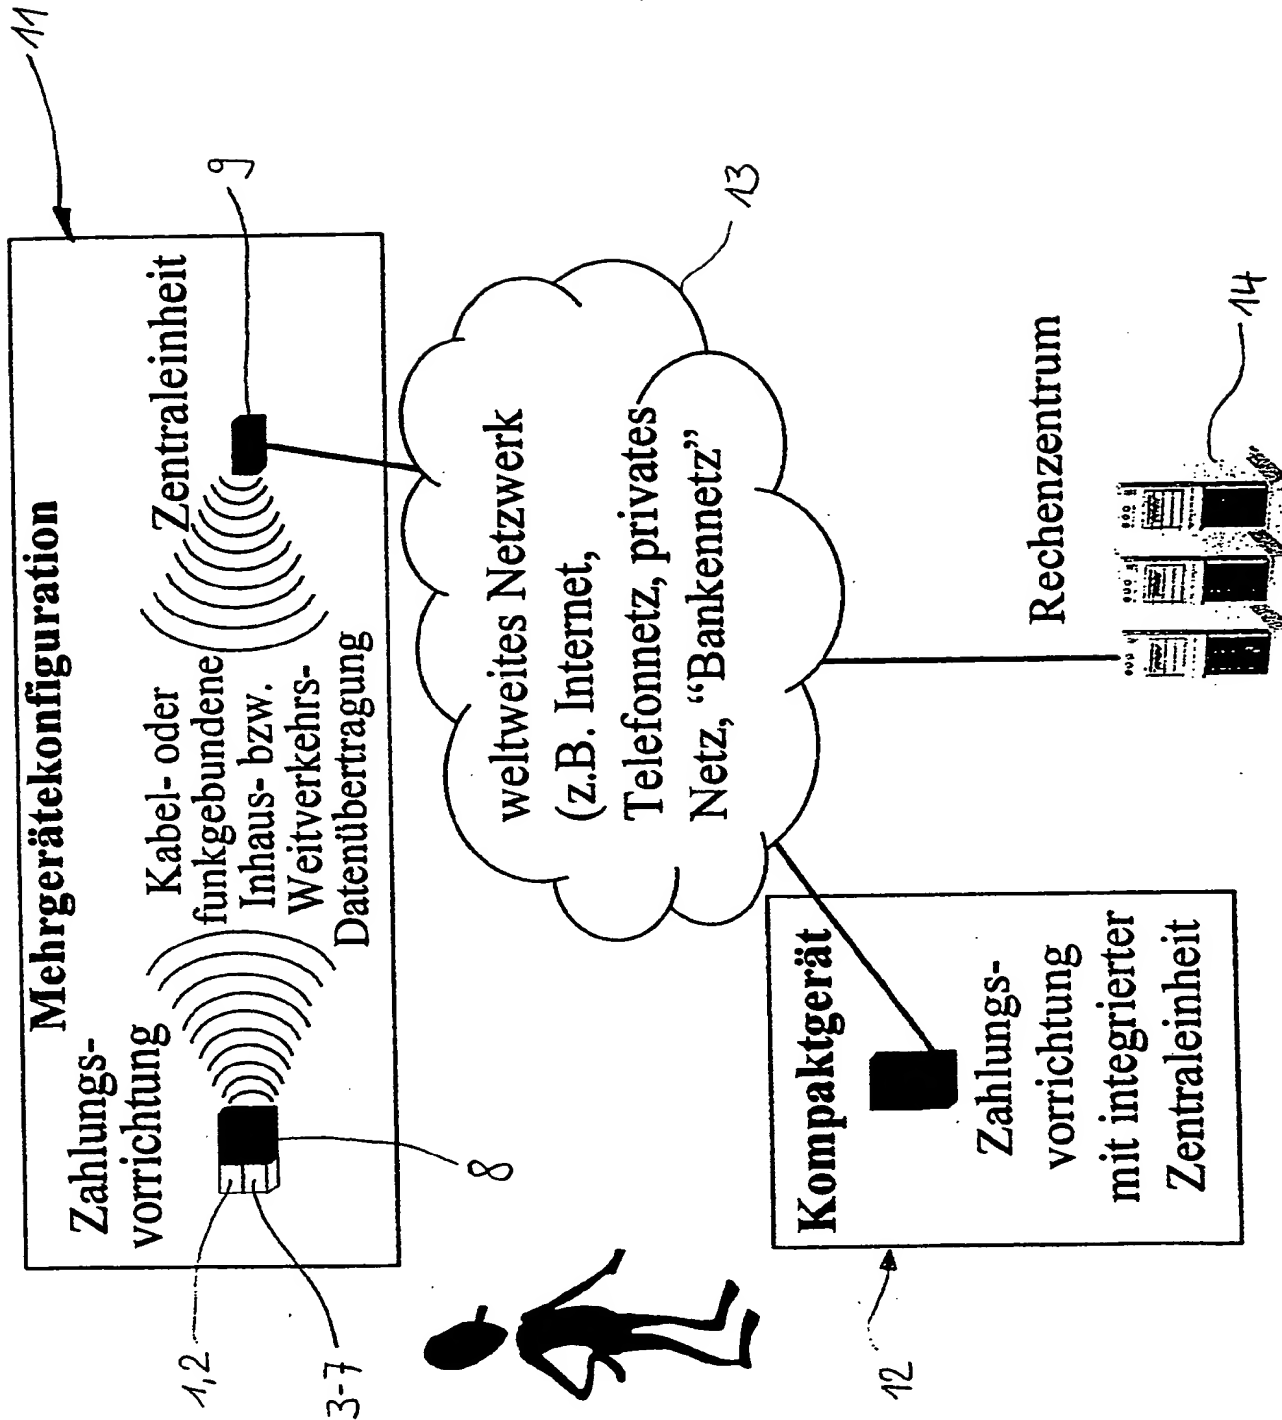 11
Mehrgerätekonfiguration
Zahlungs-
vorrichtung
Kabel- oder
funkgebundene
Inhaus- bzw.
Weitverkehrs-
Datenübertragung
Zentraleinheit
9
1,2
3-7
8
weltweites Netzwerk
(z.B. Internet,
Telefonnetz, privates
Netz, “Bankennetz”
13
Kompaktgerät
Zahlungs-
vorrichtung
mit integrierter
Zentraleinheit
12
Rechenzentrum
14